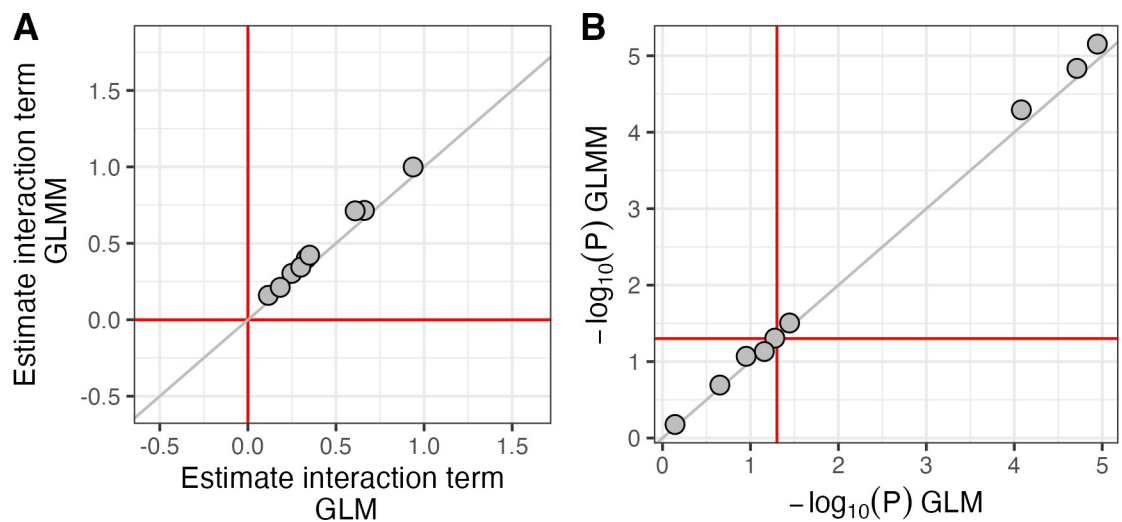 A
Estimate interaction term
GLMM
1.5
1.0
0.5
0.0
-0.5
-0.5 0.0 0.5 1.0 1.5
Estimate interaction term
GLM
B
−log10(P) GLMM
5
4
3
2
1
0
0 1 2 3 4 5
−log10(P) GLM